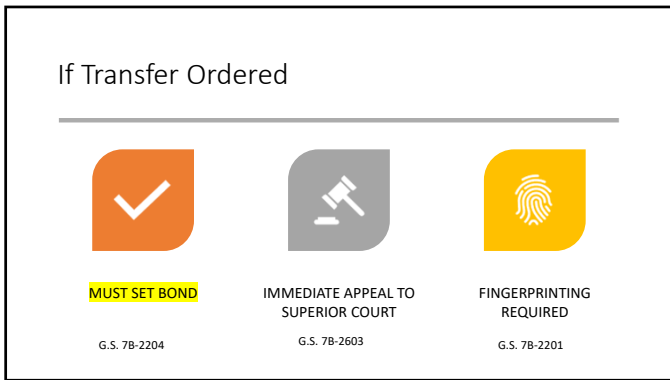 If Transfer Ordered
MUST SET BOND
G.S. 7B-2204
IMMEDIATE APPEAL TO
SUPERIOR COURT
G.S. 7B-2603
FINGERPRINTING
REQUIRED
G.S. 7B-2201